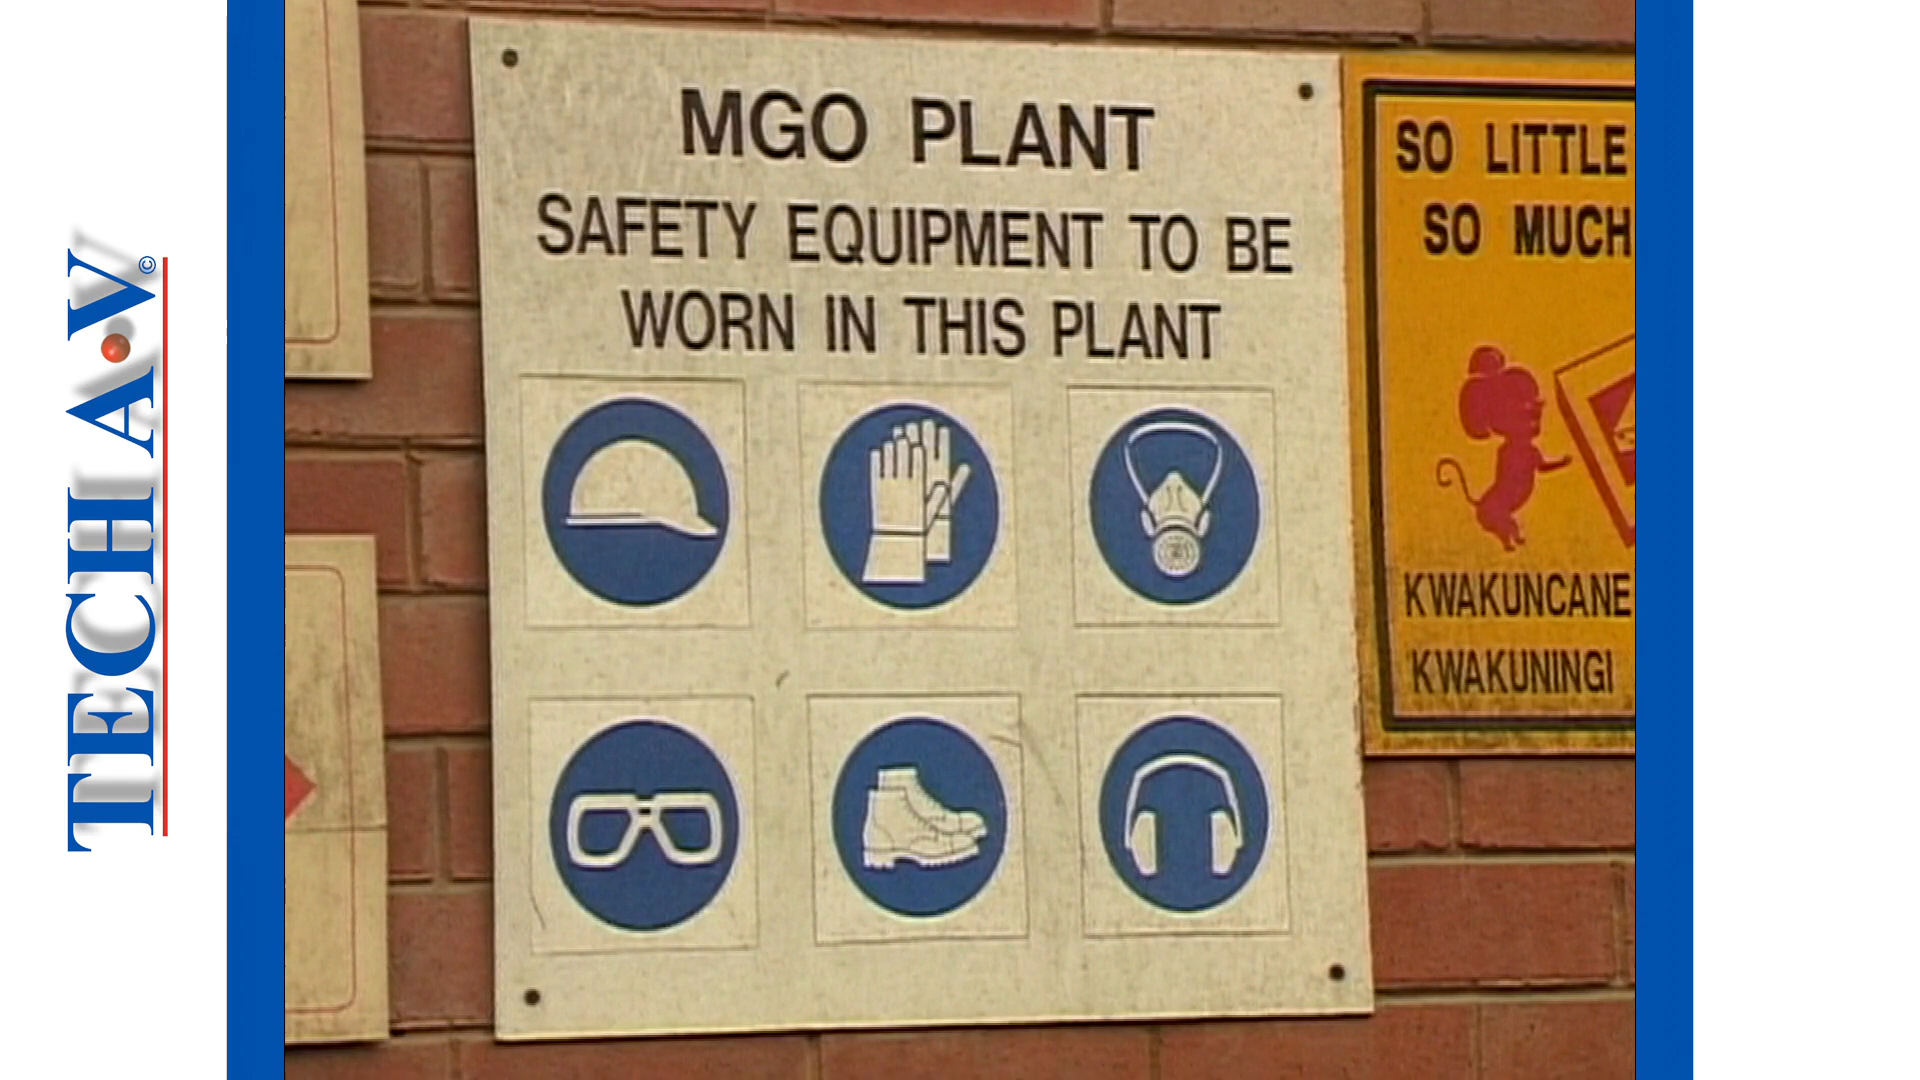 TECH A.V ©
MGO PLANT
SAFETY EQUIPMENT TO BE
WORN IN THIS PLANT
SO LITTLE
SO MUCH
KWAKUNCANE
KWAKUNINGI